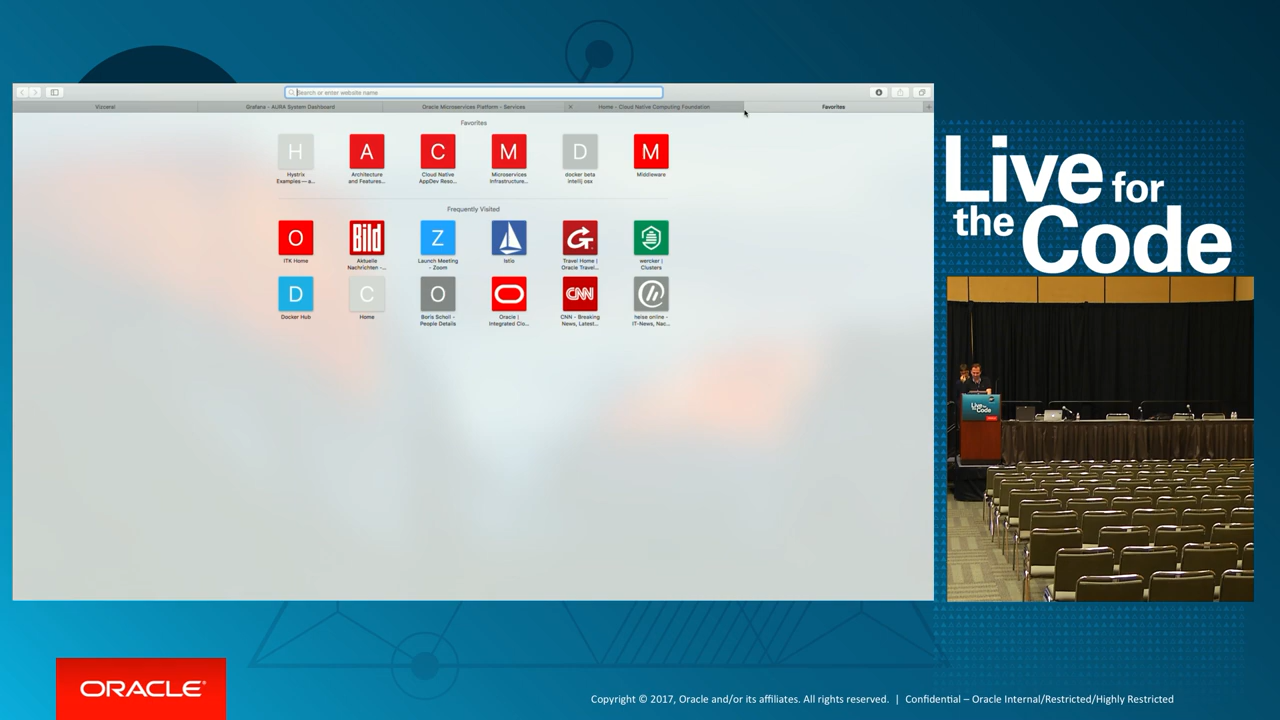 Search or enter website name
Vizceral
Grafana - AURA System Dashboard
Oracle Microservices Platform - Services
Home - Cloud Native Computing Foundation
Favorites
Favorites
H
A
C
M
D
M
Hystrix
Examples — a...
Architecture
and Features...
Cloud Native
AppDev Reso...
Microservices
Infrastructure...
docker beta
intellj osx
Middleware
Frequently Visited
O
Bild
Z
wercker |
Clusters
ITK Home
Aktuelle
Nachrichten -...
Launch Meeting
- Zoom
Istio
Travel Home |
Oracle Travel...
D
C
O
CNN
Docker Hub
Home
Boris Scholl -
People Details
Oracle |
Integrated Clo...
CNN - Breaking
News, Latest...
heise online -
IT-News, Nac...
Live for
the Code
Live for
the Code
ORACLE®
Copyright © 2017, Oracle and/or its affiliates. All rights reserved. | Confidential – Oracle Internal/Restricted/Highly Restricted